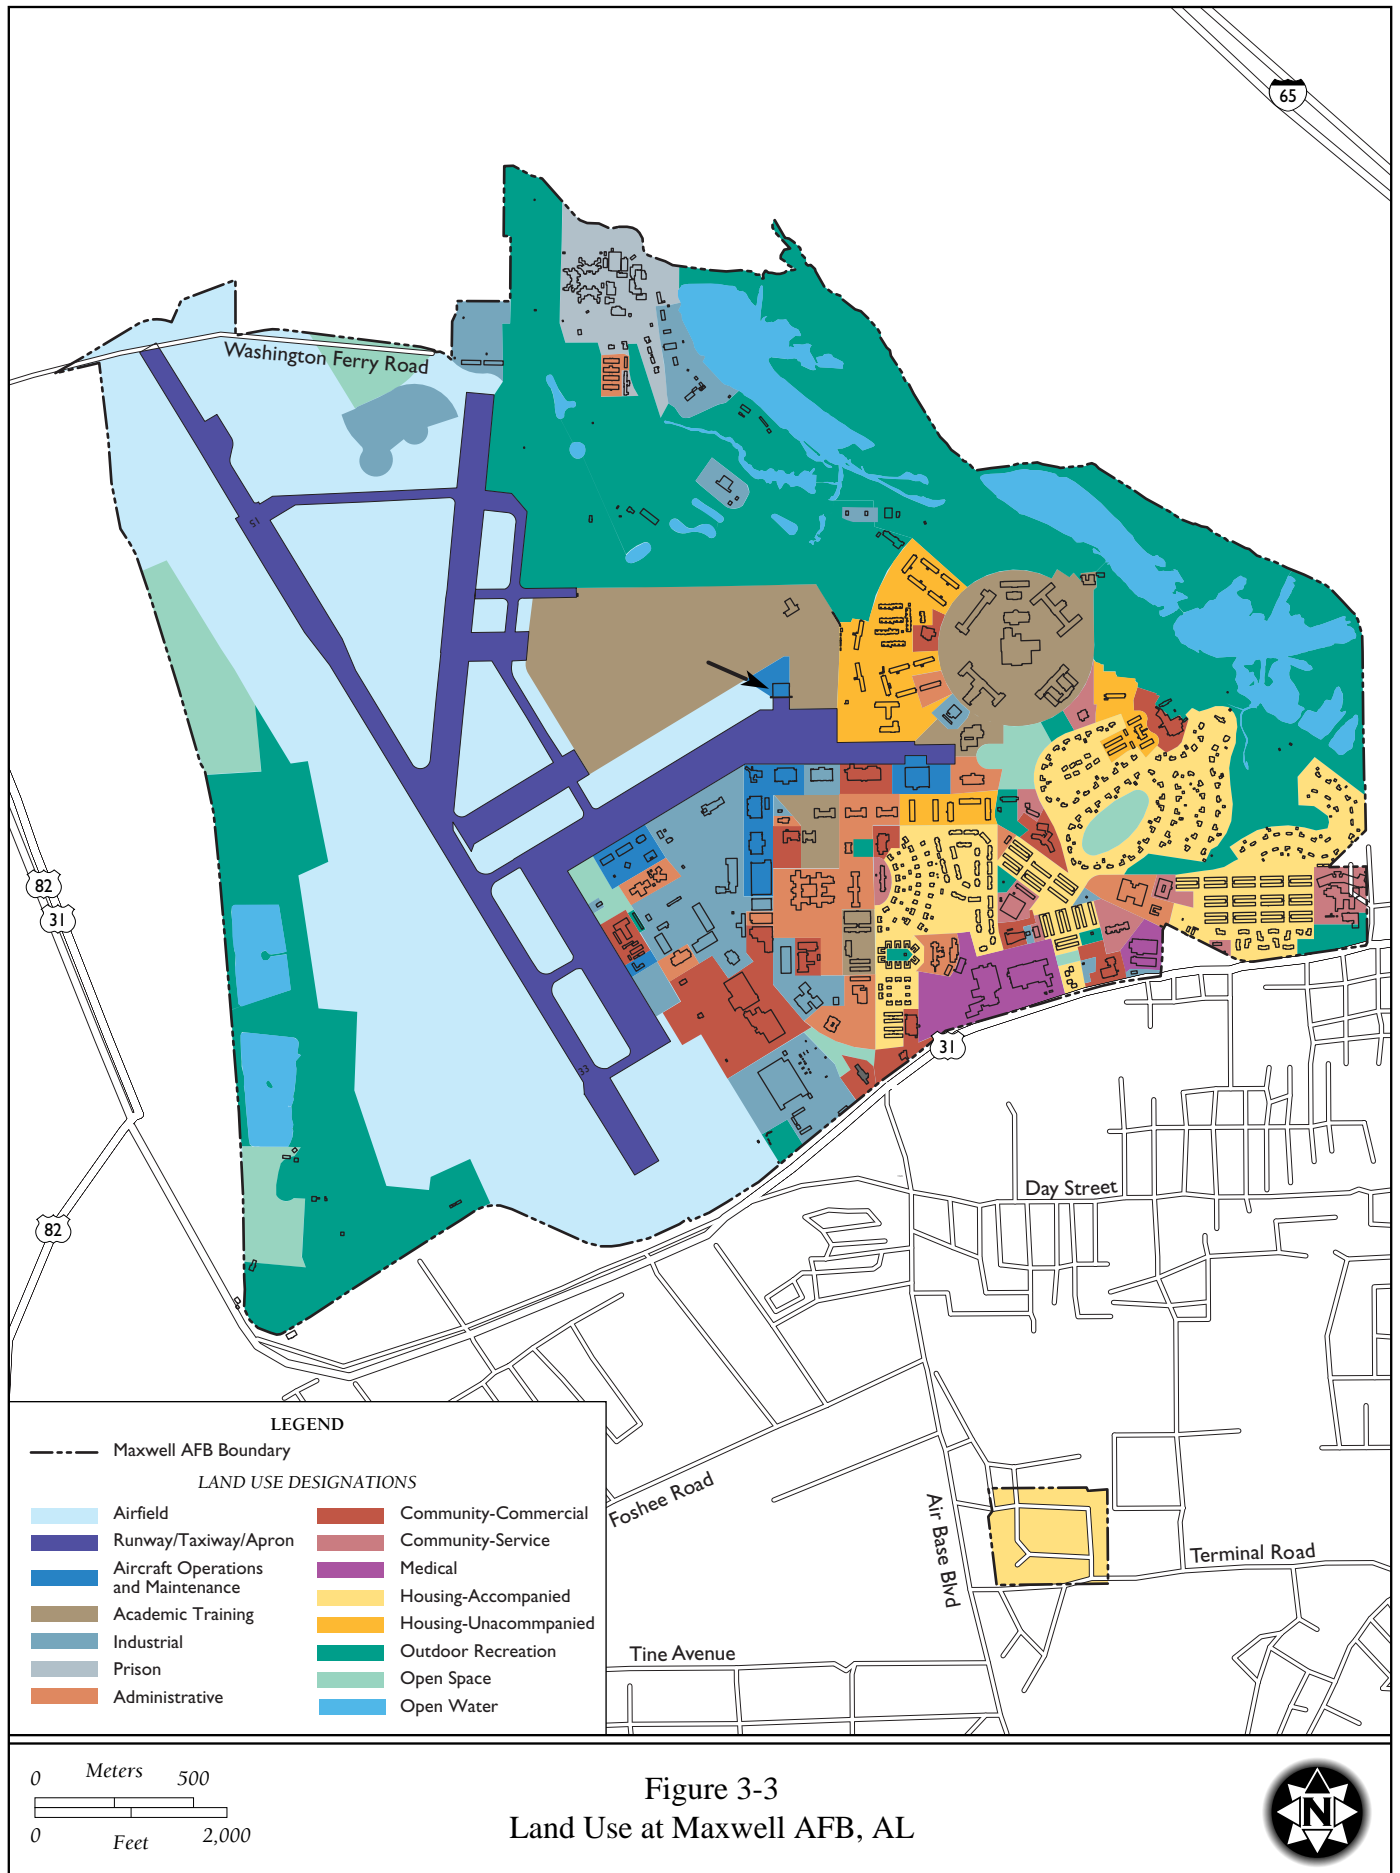 65
Washington Ferry Road
15
82
31
33
31
82
Day Street
Foshee Road
Air Base Blvd
Terminal Road
Tine Avenue
LEGEND
Maxwell AFB Boundary
LAND USE DESIGNATIONS
Airfield
Runway/Taxiway/Apron
Aircraft Operations
and Maintenance
Academic Training
Industrial
Prison
Administrative
Community-Commercial
Community-Service
Medical
Housing-Accompanied
Housing-Unacommpanied
Outdoor Recreation
Open Space
Open Water
0 Meters 500
0 Feet 2,000
Figure 3-3
Land Use at Maxwell AFB, AL
N